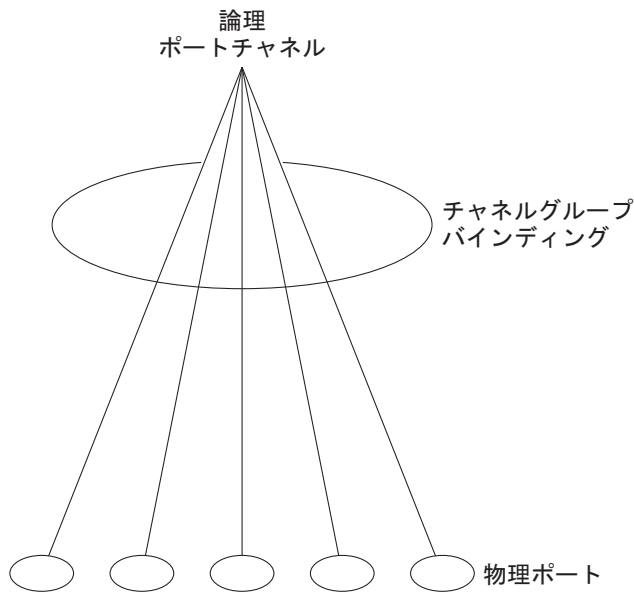 論理
ポートチャネル
チャネルグループ
バインディング
物理ポート